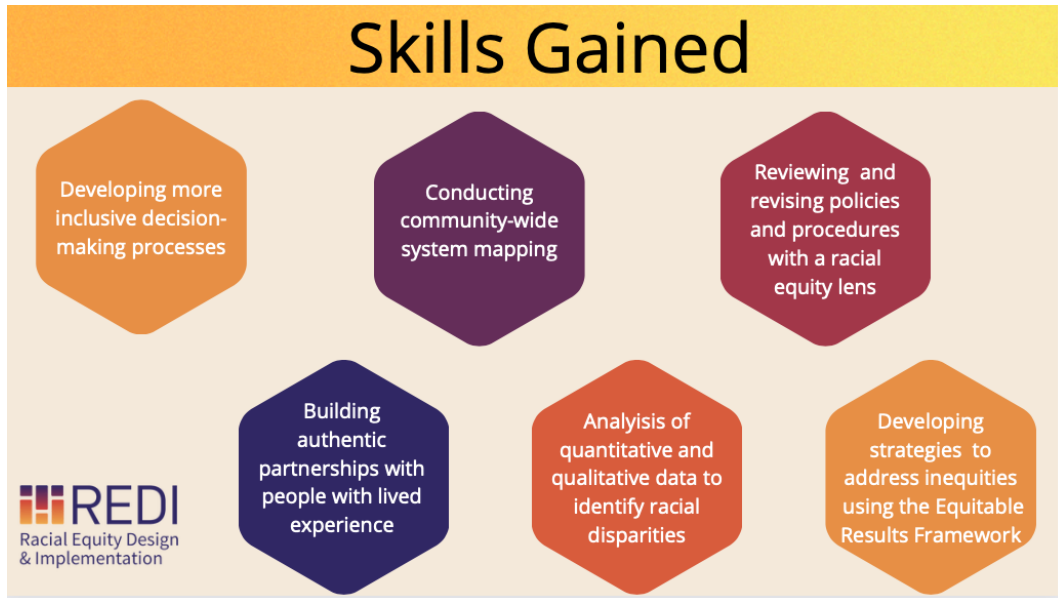 Skills Gained
Developing more
inclusive decision-
making processes
Conducting
community-wide
system mapping
Reviewing and
revising policies
and procedures
with a racial
equity lens
Building
authentic
partnerships with
people with lived
experience
Analyisis of
quantitative and
qualitative data to
identify racial
disparities
Developing
strategies to
address inequities
using the Equitable
Results Framework
REDI
Racial Equity Design
& Implementation